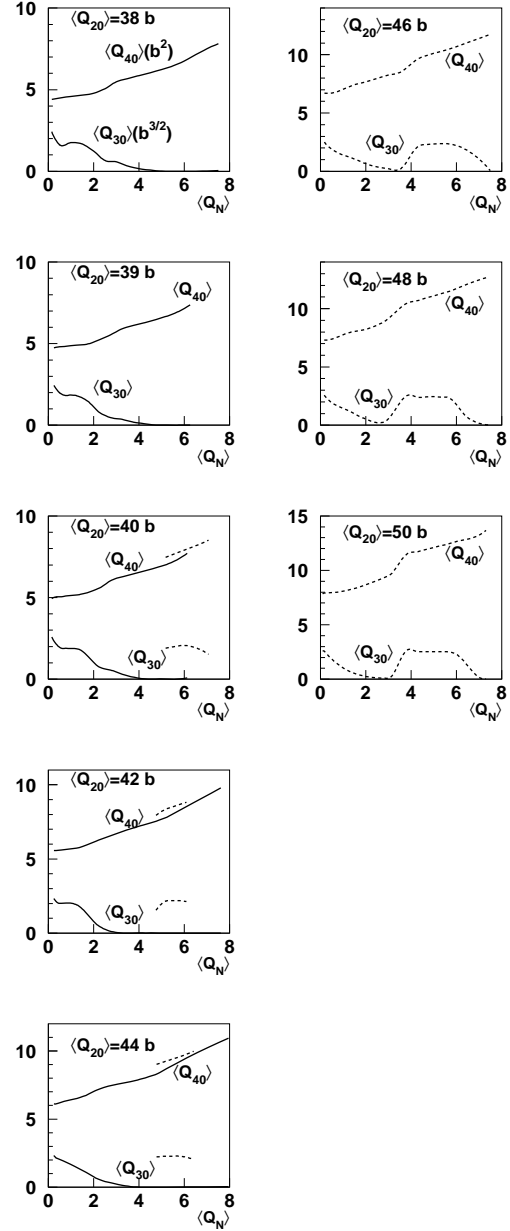 ⟨Q20⟩=38 b
⟨Q40⟩(b^2)
⟨Q30⟩(b^3/2)
10
5
0
0 2 4 6 8
⟨QN⟩
⟨Q20⟩=46 b
⟨Q40⟩
⟨Q30⟩
10
5
0
0 2 4 6 8
⟨QN⟩
⟨Q20⟩=39 b
⟨Q40⟩
⟨Q30⟩
10
5
0
0 2 4 6 8
⟨QN⟩
⟨Q20⟩=48 b
⟨Q40⟩
⟨Q30⟩
10
5
0
0 2 4 6 8
⟨QN⟩
⟨Q20⟩=40 b
⟨Q40⟩
⟨Q30⟩
10
5
0
0 2 4 6 8
⟨QN⟩
⟨Q20⟩=50 b
⟨Q40⟩
⟨Q30⟩
15
10
5
0
0 2 4 6 8
⟨QN⟩
⟨Q20⟩=42 b
⟨Q40⟩
⟨Q30⟩
10
5
0
0 2 4 6 8
⟨QN⟩
⟨Q20⟩=44 b
⟨Q40⟩
⟨Q30⟩
10
5
0
0 2 4 6 8
⟨QN⟩